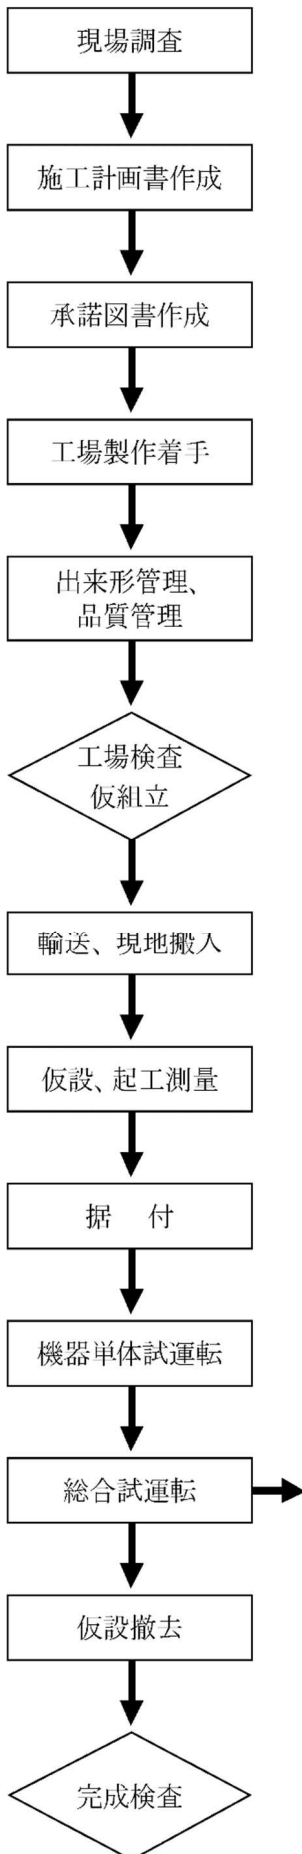 現場調査
施工計画書作成
承諾図書作成
工場製作着手
出来形管理、
品質管理
工場検査
仮組立
輸送、現地搬入
仮設、起工測量
据　付
機器単体試運転
総合試運転
仮設撤去
完成検査